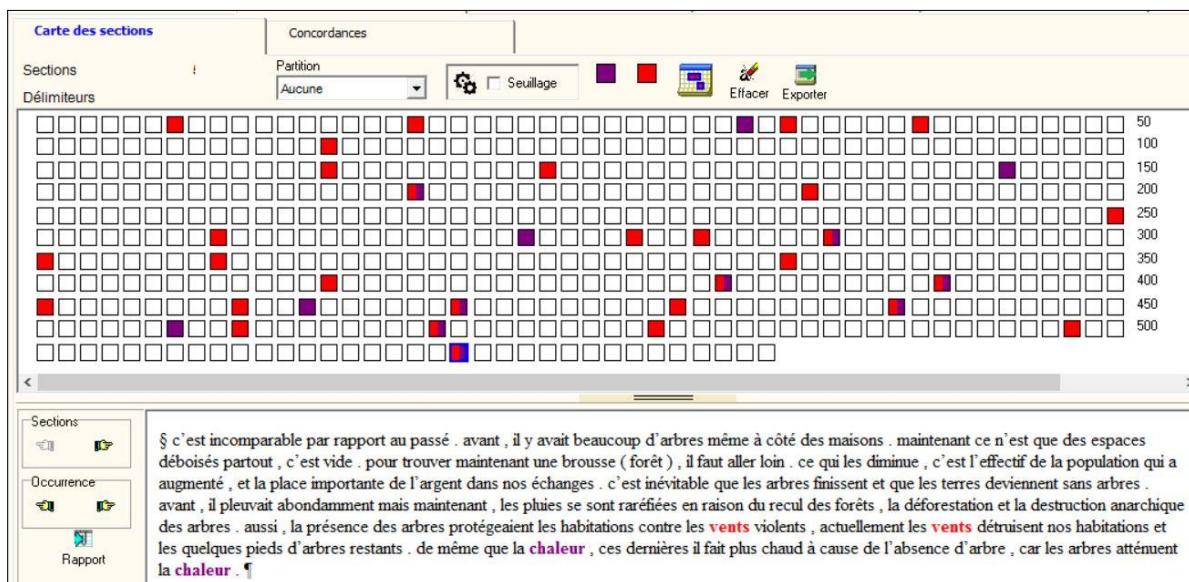 Carte des sections
Concordances
Sections
Partition
Délimiteurs
Aucune
Seuillage
Effacer
Exporter
50
100
150
200
250
300
350
400
450
500
Sections
Occurrence
Rapport
§ c’est incomparable par rapport au passé . avant , il y avait beaucoup d’arbres même à côté des maisons . maintenant ce n’est que des espaces
déboisés partout , c’est vide . pour trouver maintenant une brousse ( forêt ) , il faut aller loin . ce qui les diminue , c’est l’effectif de la population qui a
augmenté , et la place importante de l’argent dans nos échanges . c’est inévitable que les arbres finissent et que les terres deviennent sans arbres .
avant , il pleuvait abondamment mais maintenant , les pluies se sont raréfiées en raison du recul des forêts , la déforestation et la destruction anarchique
des arbres . aussi , la présence des arbres protégeaient les habitations contre les vents violents , actuellement les vents détruisent nos habitations et
les quelques pieds d’arbres restants . de même que la chaleur , ces dernières il fait plus chaud à cause de l’absence d’arbre , car les arbres atténuent
la chaleur . ¶